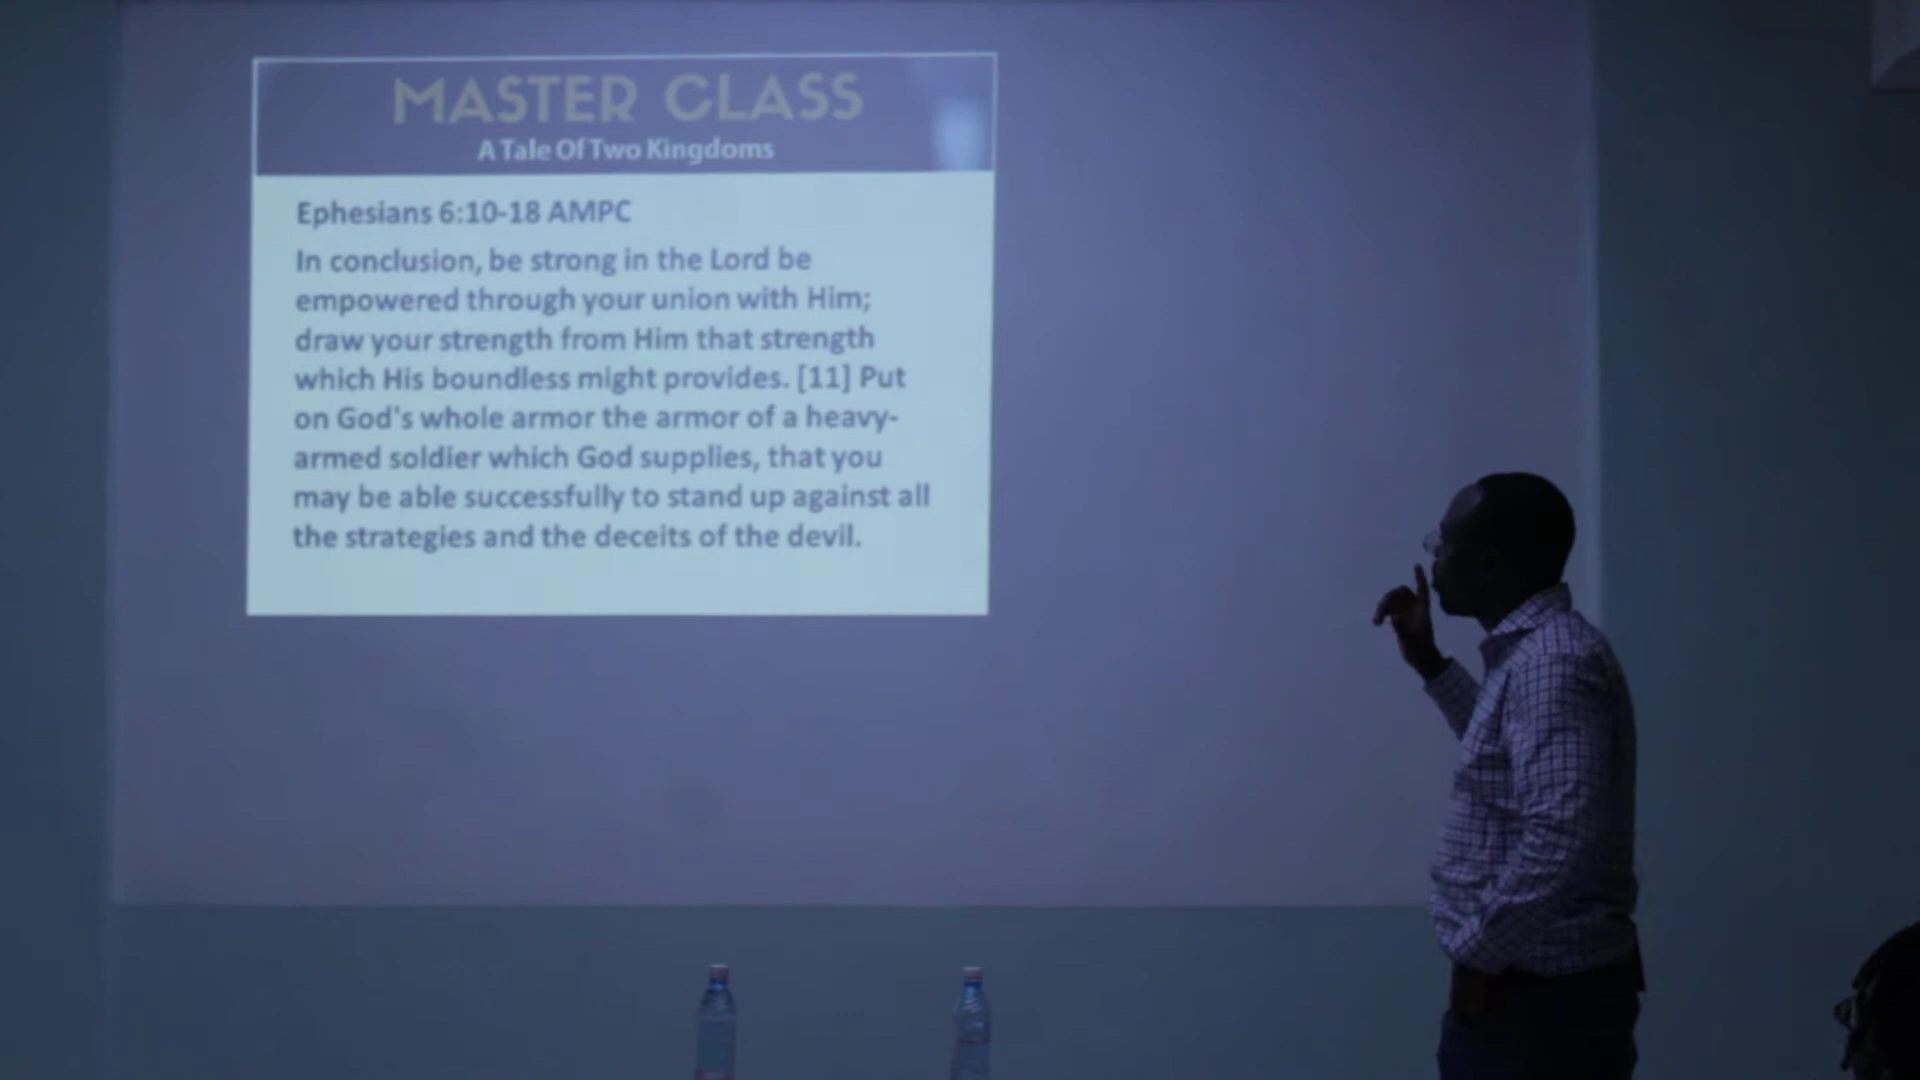 MASTER CLASS
A Tale Of Two Kingdoms
Ephesians 6:10-18 AMPC
In conclusion, be strong in the Lord be
empowered through your union with Him;
draw your strength from Him that strength
which His boundless might provides. [11] Put
on God's whole armor the armor of a heavy-
armed soldier which God supplies, that you
may be able successfully to stand up against all
the strategies and the deceits of the devil.